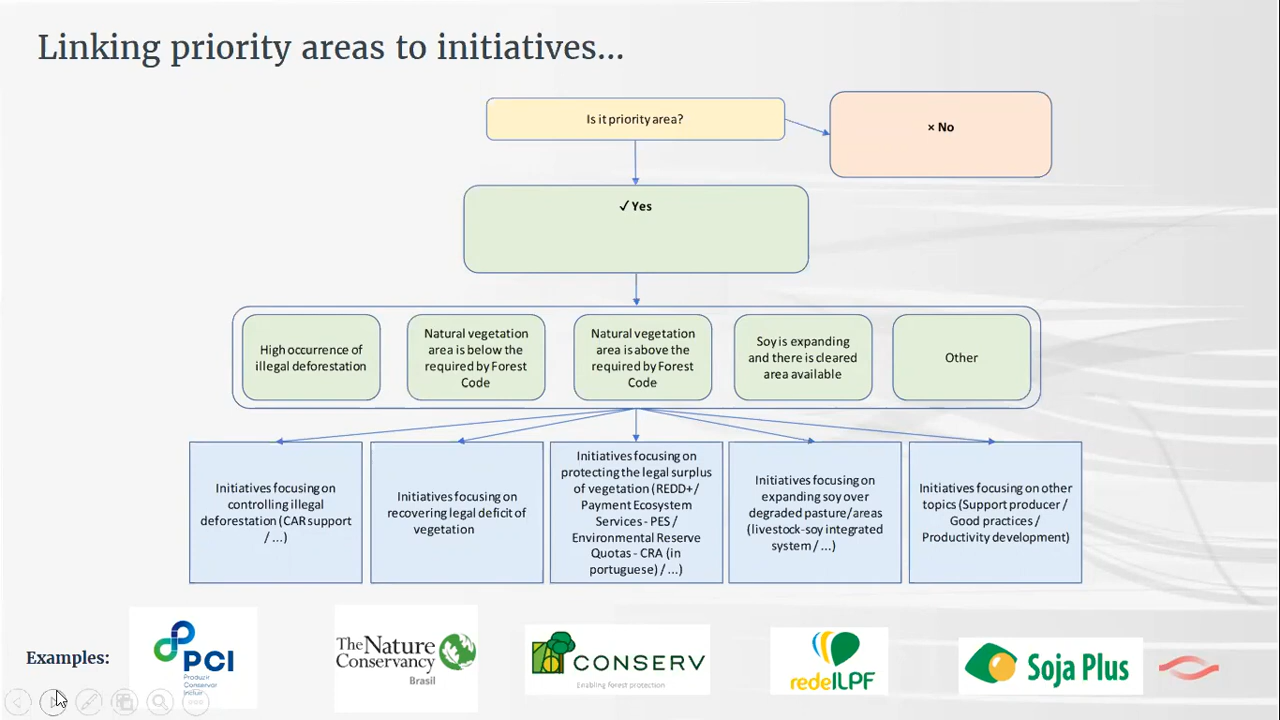 Linking priority areas to initiatives...
Is it priority area?
× No
✓ Yes
High occurrence of
illegal deforestation
Natural vegetation
area is below the
required by Forest
Code
Natural vegetation
area is above the
required by Forest
Code
Soy is expanding
and there is cleared
area available
Other
Initiatives focusing on
controlling illegal
deforestation (CAR support
/ ...)
Initiatives focusing on
recovering legal deficit of
vegetation
Initiatives focusing on
protecting the legal surplus
of vegetation (REDD+/
Payment Ecosystem
Services - PES /
Environmental Reserve
Quotas - CRA (in
portuguese) / ...)
Initiatives focusing on
expanding soy over
degraded pasture/areas
(livestock-soy integrated
system / ...)
Initiatives focusing on other
topics (Support producer /
Good practices /
Productivity development)
Examples:
PCI
Produzir
Conservar
Incluir
The Nature
Conservancy
Brasil
CONSERV
Enabling forest protection
redeILPF
Soja Plus